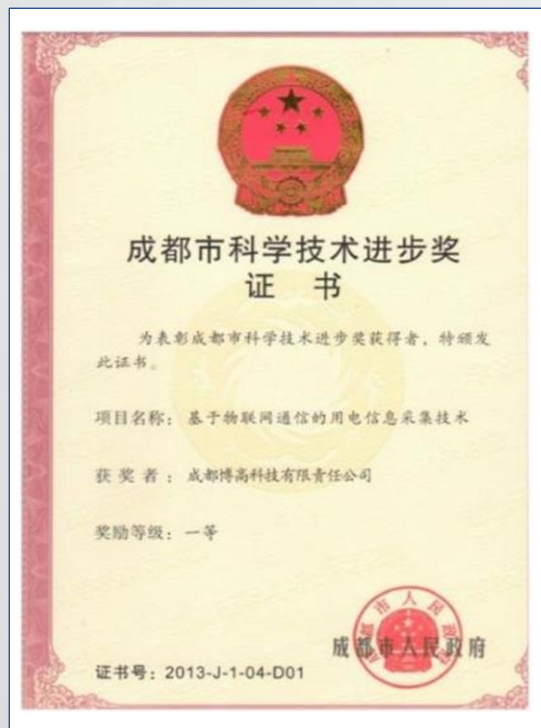 成都市科学技术进步奖
证 书
为表彰成都市科学技术进步奖获得者，特颁发
此证书。
项目名称：基于物联网通信的用电信息采集技术
获奖者：成都博高科技有限责任公司
奖励等级：一等
成都市人民政府
证书号：2013-J-1-04-D01